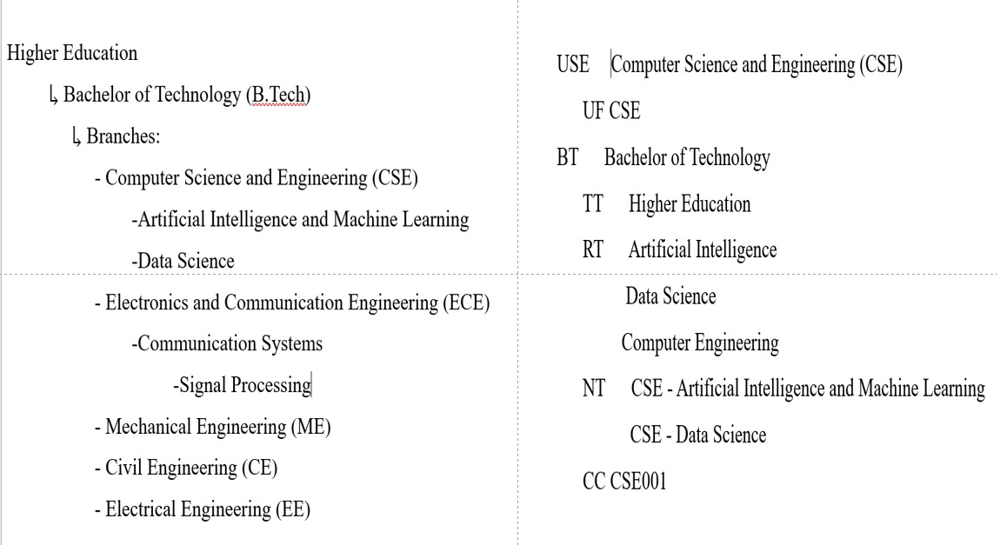 Higher Education
↳ Bachelor of Technology (B.Tech)
↳ Branches:
- Computer Science and Engineering (CSE)
-Artificial Intelligence and Machine Learning
-Data Science
- Electronics and Communication Engineering (ECE)
-Communication Systems
-Signal Processing
- Mechanical Engineering (ME)
- Civil Engineering (CE)
- Electrical Engineering (EE)
USE Computer Science and Engineering (CSE)
UF CSE
BT Bachelor of Technology
TT Higher Education
RT Artificial Intelligence
Data Science
Computer Engineering
NT CSE - Artificial Intelligence and Machine Learning
CSE - Data Science
CC CSE001